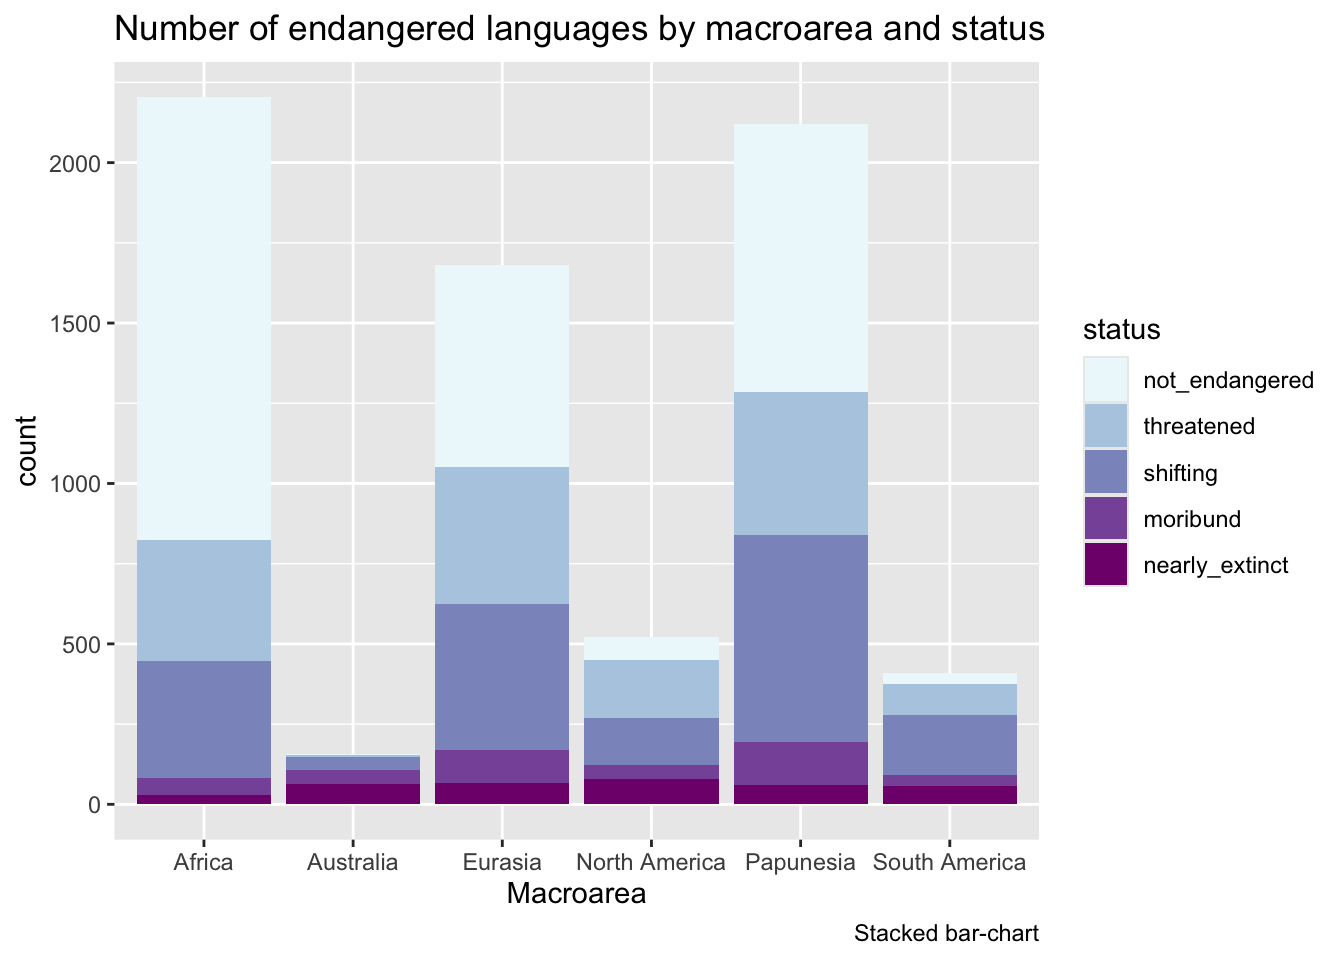 Number of endangered languages by macroarea and status
2000
1500
1000
500
0
count
Africa
Australia
Eurasia
North America
Papunesia
South America
Macroarea
status
not_endangered
threatened
shifting
moribund
nearly_extinct
Stacked bar-chart